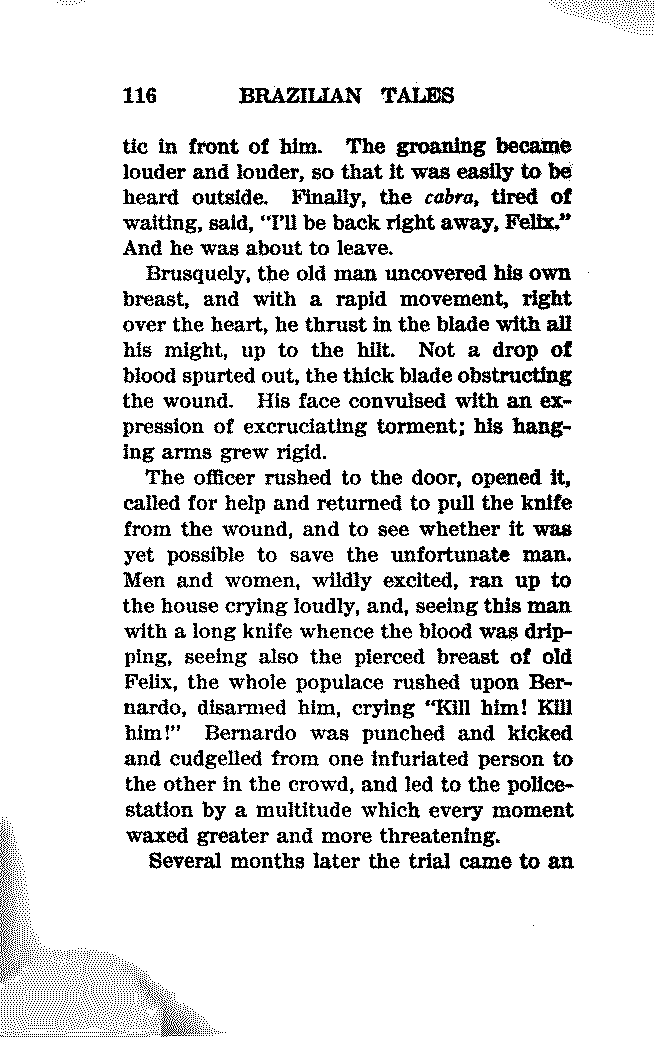 116 BRAZILIAN TALES
tic in front of him. The groaning became
louder and louder, so that it was easily to be
heard outside. Finally, the cabra, tired of
waiting, said, “I’ll be back right away, Felix.”
And he was about to leave.
Brusquely, the old man uncovered his own
breast, and with a rapid movement, right
over the heart, he thrust in the blade with all
his might, up to the hilt. Not a drop of
blood spurted out, the thick blade obstructing
the wound. His face convulsed with an ex-
pression of excruciating torment; his hang-
ing arms grew rigid.
The officer rushed to the door, opened it,
called for help and returned to pull the knife
from the wound, and to see whether it was
yet possible to save the unfortunate man.
Men and women, wildly excited, ran up to
the house crying loudly, and, seeing this man
with a long knife whence the blood was drip-
ping, seeing also the pierced breast of old
Felix, the whole populace rushed upon Ber-
nardo, disarmed him, crying “Kill him! Kill
him!” Bernardo was punched and kicked
and cudgelled from one infuriated person to
the other in the crowd, and led to the police-
station by a multitude which every moment
waxed greater and more threatening.
Several months later the trial came to an